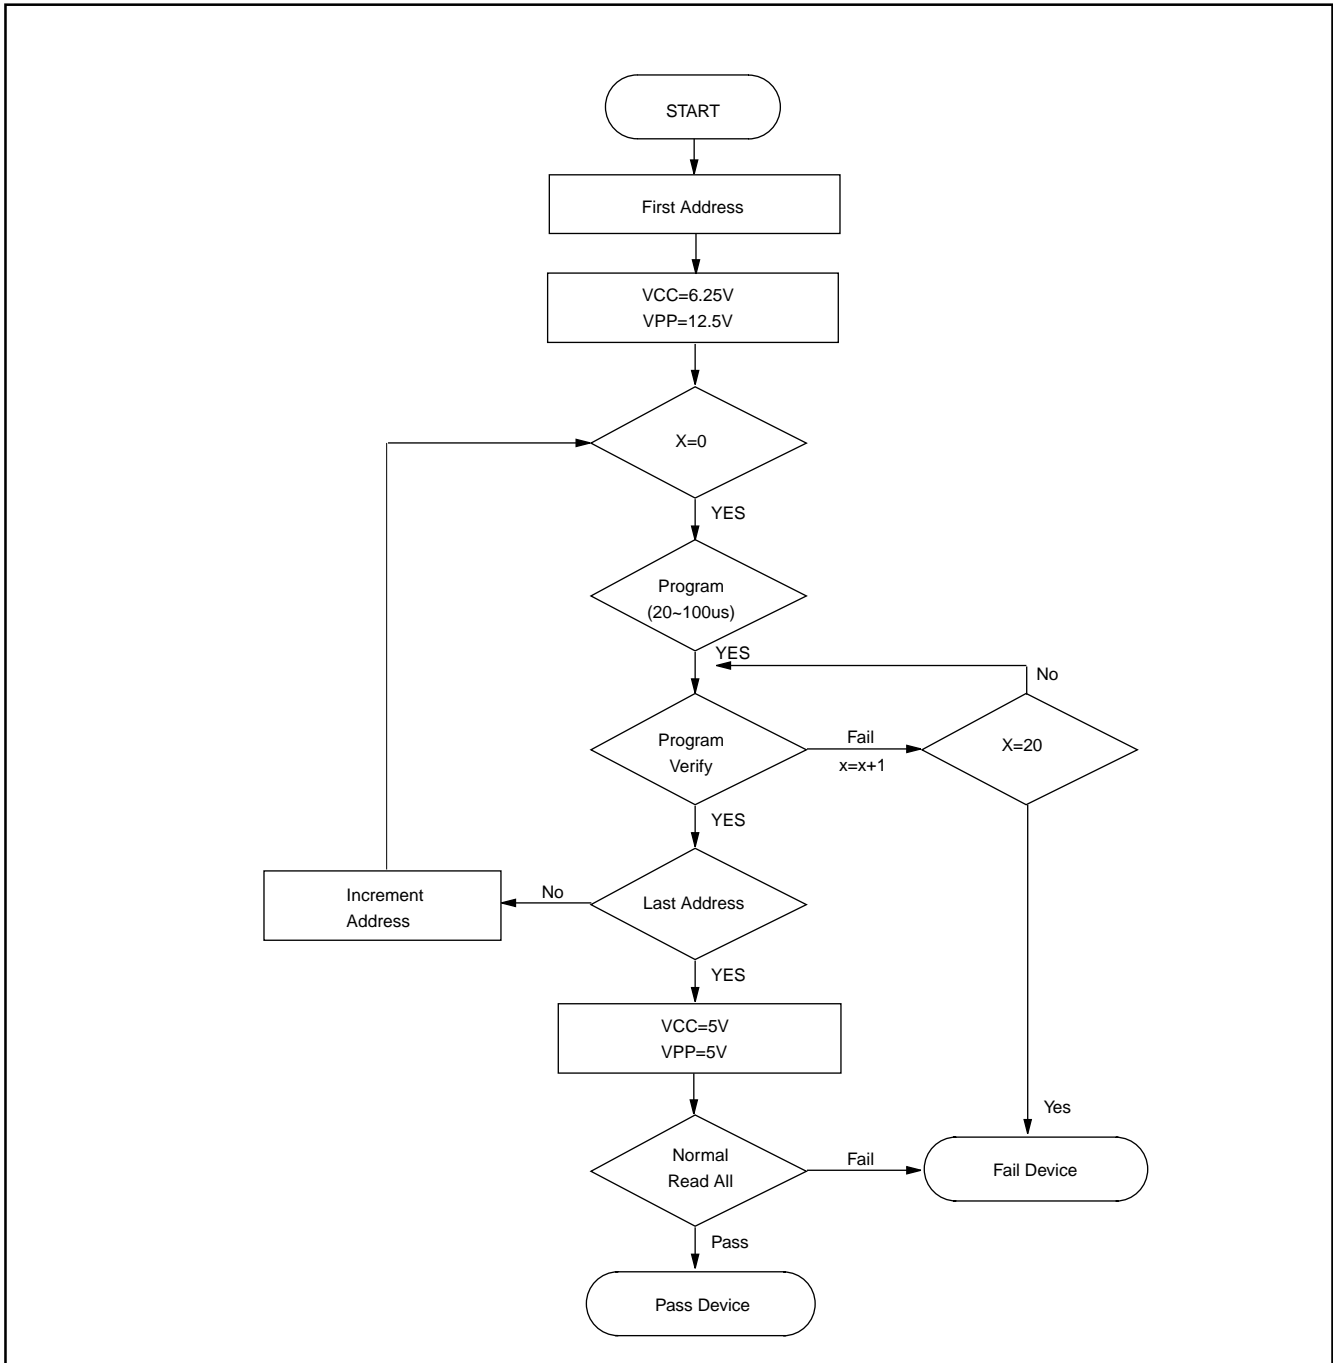 START
First Address
VCC=6.25V
VPP=12.5V
X=0
YES
Program
(20~100us)
YES
No
Program
Verify
Fail
x=x+1
X=20
YES
Increment
Address
No
Last Address
YES
VCC=5V
VPP=5V
Yes
Normal
Read All
Fail
Fail Device
Pass
Pass Device